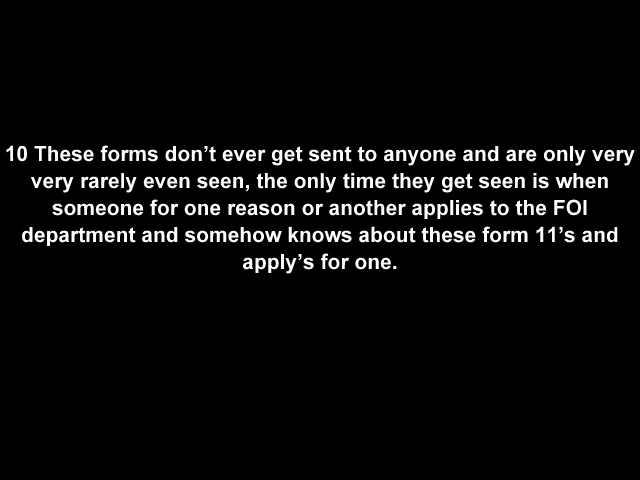 10 These forms don’t ever get sent to anyone and are only very
very rarely even seen, the only time they get seen is when
someone for one reason or another applies to the FOI
department and somehow knows about these form 11’s and
apply’s for one.